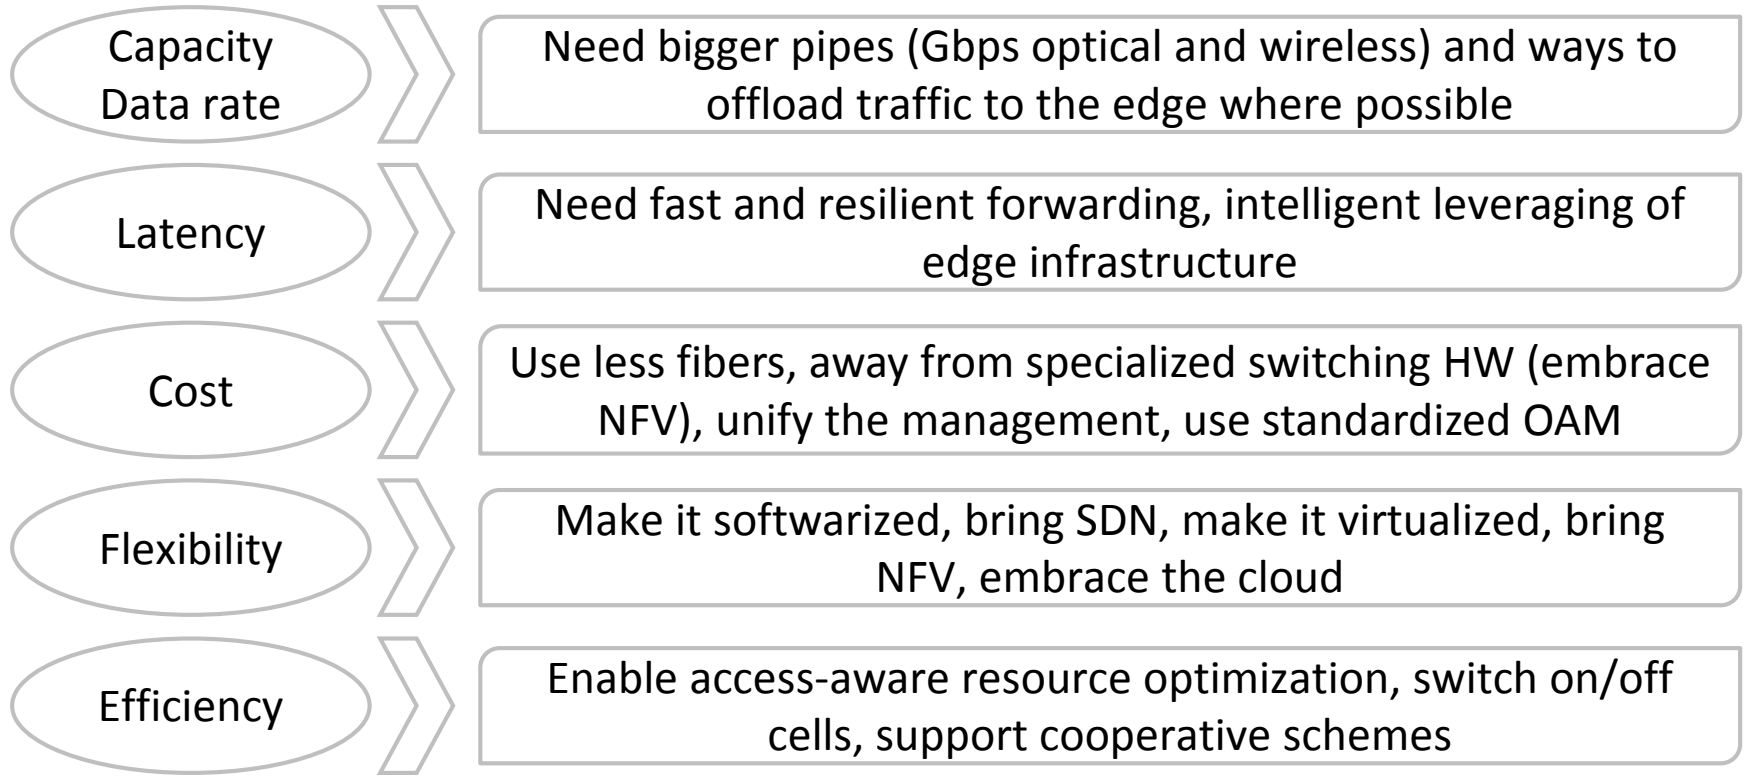 Capacity
Data rate
Need bigger pipes (Gbps optical and wireless) and ways to
offload traffic to the edge where possible
Latency
Need fast and resilient forwarding, intelligent leveraging of
edge infrastructure
Cost
Use less fibers, away from specialized switching HW (embrace
NFV), unify the management, use standardized OAM
Flexibility
Make it softwarized, bring SDN, make it virtualized, bring
NFV, embrace the cloud
Efficiency
Enable access-aware resource optimization, switch on/off
cells, support cooperative schemes